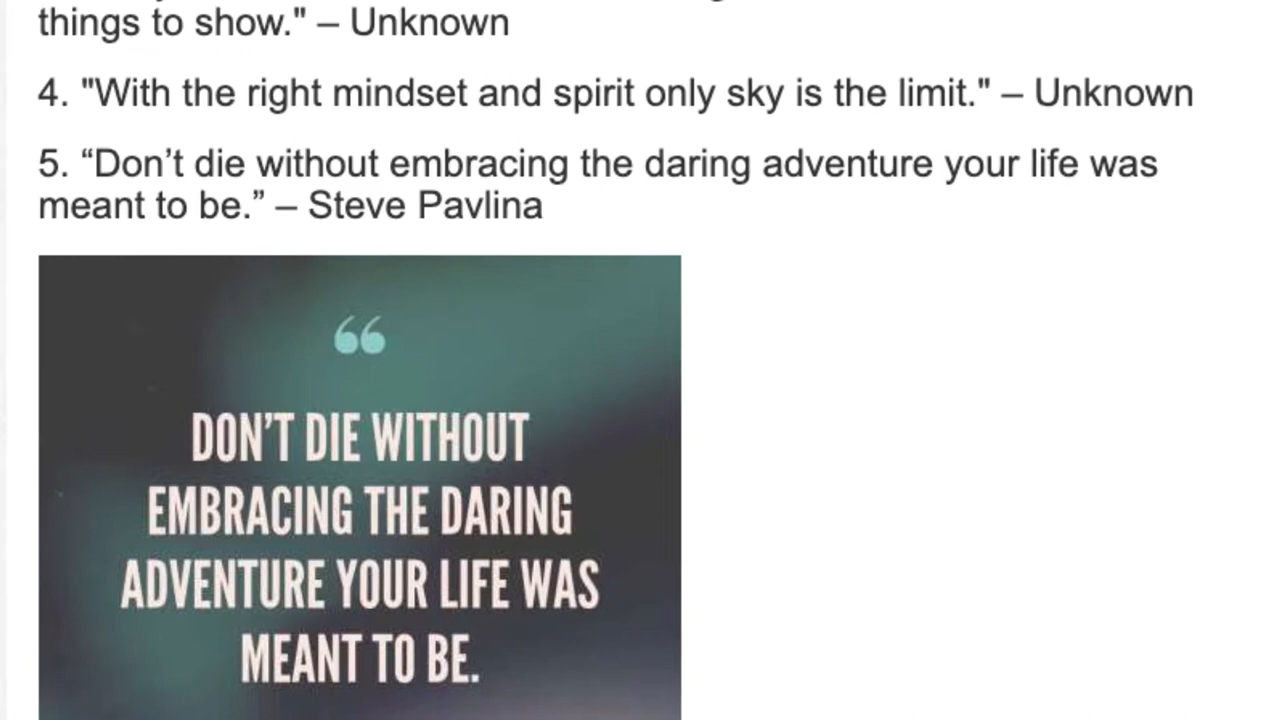 things to show." – Unknown
4. "With the right mindset and spirit only sky is the limit." – Unknown
5. “Don’t die without embracing the daring adventure your life was
meant to be.” – Steve Pavlina
“
DON’T DIE WITHOUT
EMBRACING THE DARING
ADVENTURE YOUR LIFE WAS
MEANT TO BE.